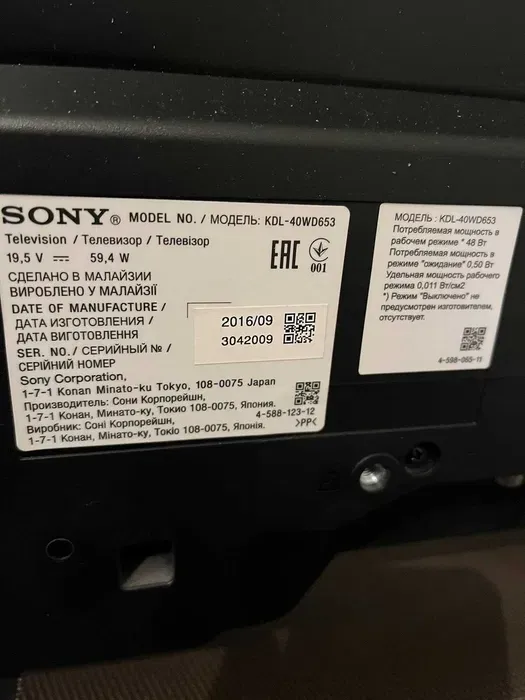 SONY® MODEL NO. / МОДЕЛЬ: KDL-40WD653
Television / Телевизор / Телевізор
19,5 V ⎓ 59,4 W
EAC
001
СДЕЛАНО В МАЛАЙЗИИ
ВИРОБЛЕНО У МАЛАЙЗІЇ
DATE OF MANUFACTURE /
ДАТА ИЗГОТОВЛЕНИЯ /
ДАТА ВИГОТОВЛЕННЯ
2016/09
SER. NO. / СЕРИЙНЫЙ № /
СЕРІЙНИЙ НОМЕР
3042009
Sony Corporation,
1-7-1 Konan Minato-ku Tokyo, 108-0075 Japan
Производитель: Сони Корпорейшн,
1-7-1 Конан, Минато-ку, Токио 108-0075, Япония.
Виробник: Соні Корпорейшн,
1-7-1 Конан, Мінато-ку, Токіо 108-0075, Японія.
4-588-123-12
>PP<
МОДЕЛЬ : KDL-40WD653
Потребляемая мощность в
рабочем режиме * 48 Вт
Потребляемая мощность в
режиме "ожидание" 0,50 Вт
Удельная мощность рабочего
режима 0,011 Вт/см2
*) Режим "Выключено" не
предусмотрен изготовителем,
отсутствует.
4-598-085-11